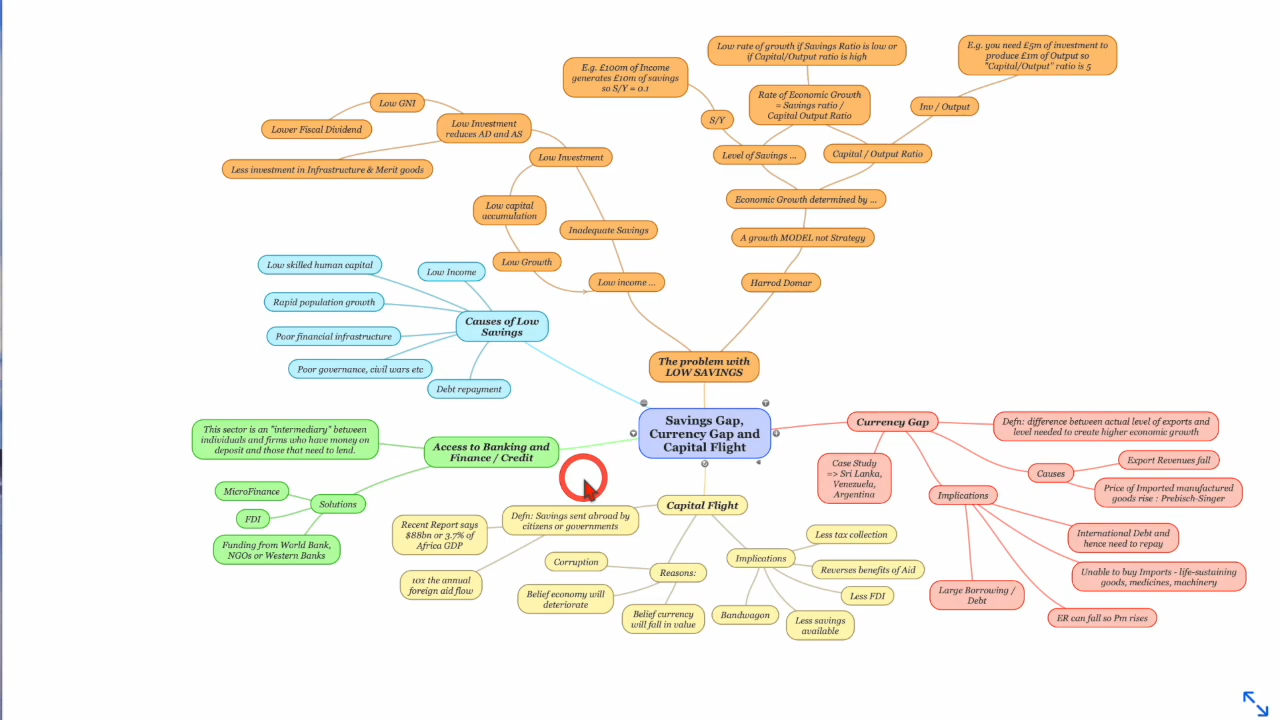 Low rate of growth if Savings Ratio is low or
if Capital/Output ratio is high
E.g. you need £5m of investment to
produce £1m of Output so
"Capital/Output" ratio is 5
E.g. £100m of Income
generates £10m of savings
so S/Y = 0.1
Rate of Economic Growth
= Savings ratio /
Capital Output Ratio
Inv / Output
S/Y
Level of Savings ...
Capital / Output Ratio
Economic Growth determined by ...
A growth MODEL not Strategy
Harrod Domar
Low GNI
Lower Fiscal Dividend
Low Investment
reduces AD and AS
Less investment in Infrastructure & Merit goods
Low Investment
Low capital
accumulation
Inadequate Savings
Low Growth
Low income ...
The problem with
LOW SAVINGS
Low skilled human capital
Low Income
Rapid population growth
Causes of Low
Savings
Poor financial infrastructure
Poor governance, civil wars etc
Debt repayment
Savings Gap,
Currency Gap and
Capital Flight
This sector is an "intermediary" between
individuals and firms who have money on
deposit and those that need to lend.
Access to Banking and
Finance / Credit
MicroFinance
Solutions
FDI
Funding from World Bank,
NGOs or Western Banks
Capital Flight
Defn: Savings sent abroad by
citizens or governments
Recent Report says
$88bn or 3.7% of
Africa GDP
10x the annual
foreign aid flow
Reasons:
Corruption
Belief economy will
deteriorate
Belief currency
will fall in value
Implications
Less tax collection
Reverses benefits of Aid
Less FDI
Less savings
available
Bandwagon
Currency Gap
Defn: difference between actual level of exports and
level needed to create higher economic growth
Case Study
=> Sri Lanka,
Venezuela,
Argentina
Causes
Export Revenues fall
Price of Imported manufactured
goods rise : Prebisch-Singer
Implications
International Debt and
hence need to repay
Unable to buy Imports - life-sustaining
goods, medicines, machinery
Large Borrowing /
Debt
ER can fall so Pm rises